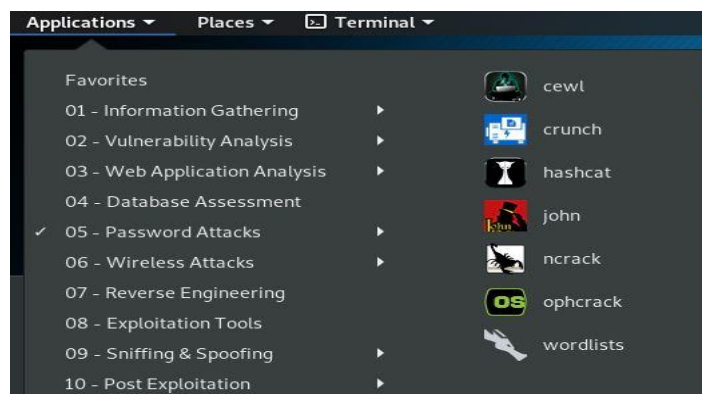 Applications Places Terminal
Favorites
01 - Information Gathering
02 - Vulnerability Analysis
03 - Web Application Analysis
04 - Database Assessment
05 - Password Attacks
06 - Wireless Attacks
07 - Reverse Engineering
08 - Exploitation Tools
09 - Sniffing & Spoofing
10 - Post Exploitation
cewl
crunch
hashcat
john
ncrack
OS ophcrack
wordlists